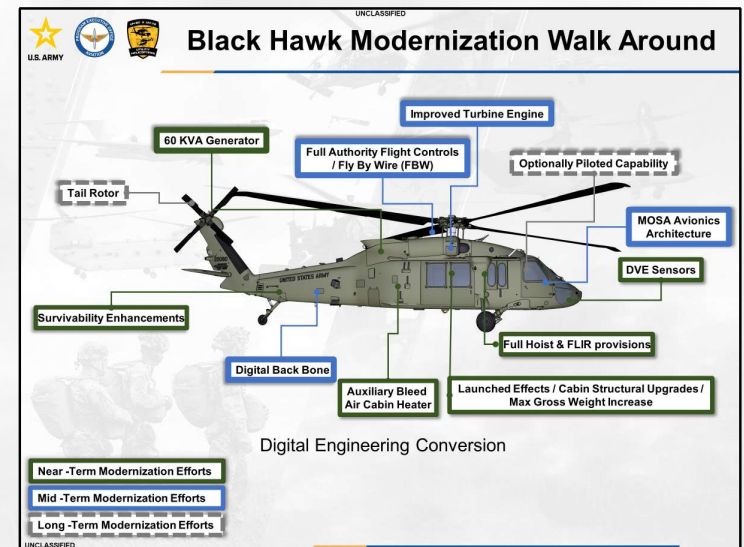 UNCLASSIFIED
U.S. ARMY
Black Hawk Modernization Walk Around
Improved Turbine Engine
60 KVA Generator
Full Authority Flight Controls
/ Fly By Wire (FBW)
Optionally Piloted Capability
Tail Rotor
MOSA Avionics
Architecture
DVE Sensors
UNITED STATES ARMY
Survivability Enhancements
Full Hoist & FLIR provisions
Digital Back Bone
Auxiliary Bleed
Air Cabin Heater
Launched Effects / Cabin Structural Upgrades /
Max Gross Weight Increase
Digital Engineering Conversion
Near -Term Modernization Efforts
Mid -Term Modernization Efforts
Long -Term Modernization Efforts
UNCLASSIFIED